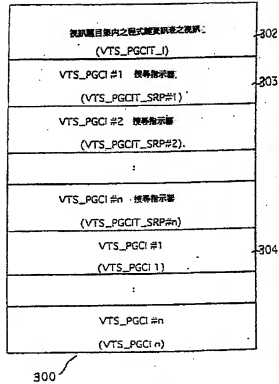 視訊題目集內之程式鏈資訊表之視訊
(VTS_PGCIT_I)
302
VTS_PGCI #1 搜尋指示器
(VTS_PGCIT_SRP#1)
303
VTS_PGCI #2 搜尋指示器
(VTS_PGCIT_SRP#2)
:
VTS_PGCI #n 搜尋指示器
(VTS_PGCIT_SRP#n)
VTS_PGCI #1
304
(VTS_PGCI 1)
:
VTS_PGCI #n
(VTS_PGCI n)
300